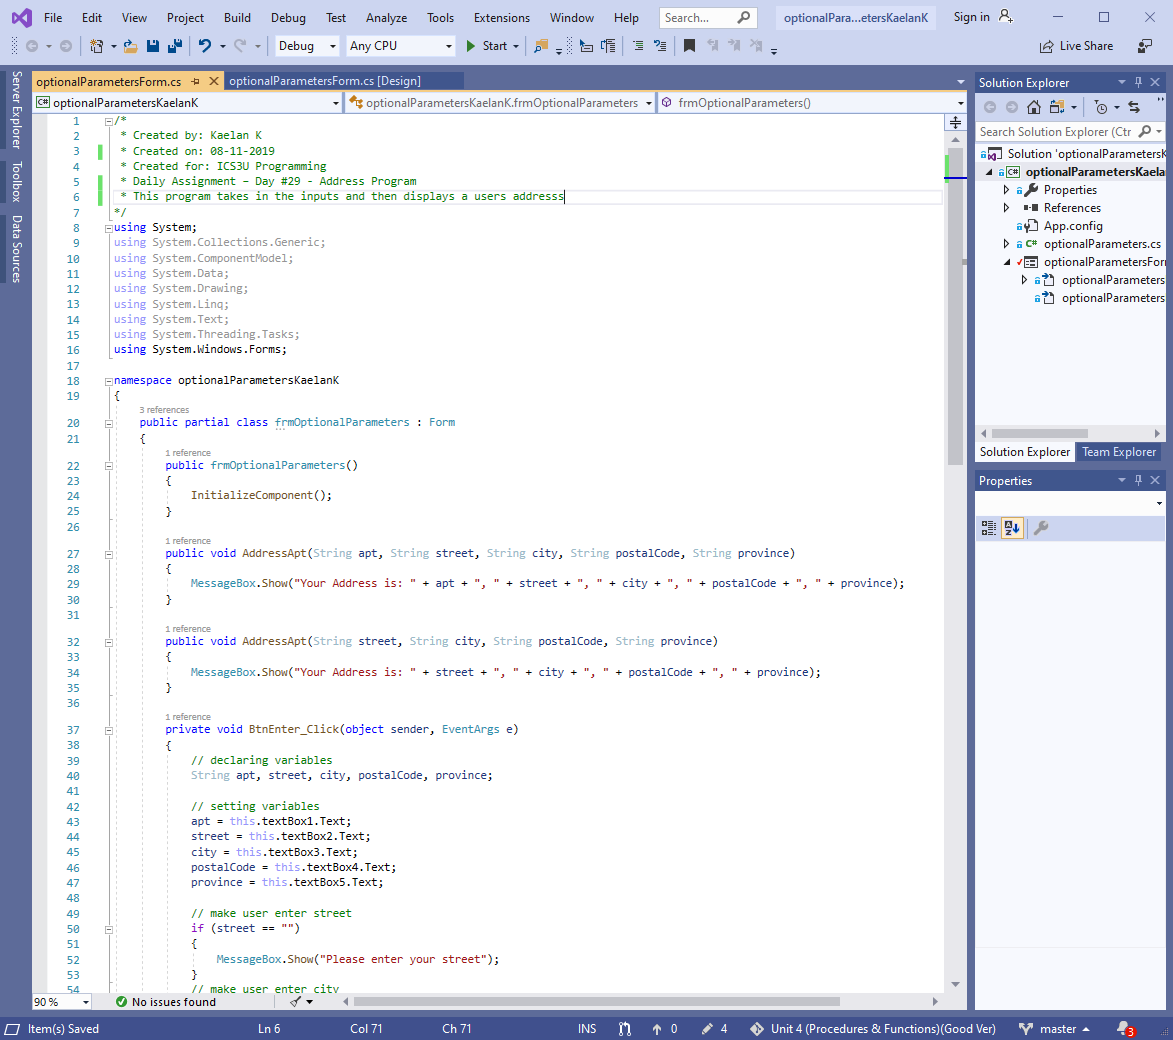 File Edit View Project Build Debug Test Analyze Tools Extensions Window Help Search... optionalPara...etersKaelanK Sign in
Debug Any CPU Start Live Share
optionalParametersForm.cs optionalParametersForm.cs [Design]
optionalParametersKaelanK optionalParametersKaelanK.frmOptionalParameters frmOptionalParameters()
Server Explorer
Toolbox
Data Sources
1 /*
2 * Created by: Kaelan K
3 * Created on: 08-11-2019
4 * Created for: ICS3U Programming
5 * Daily Assignment – Day #29 - Address Program
6 * This program takes in the inputs and then displays a users addresss
7 */
8 using System;
9 using System.Collections.Generic;
10 using System.ComponentModel;
11 using System.Data;
12 using System.Drawing;
13 using System.Linq;
14 using System.Text;
15 using System.Threading.Tasks;
16 using System.Windows.Forms;
17
18 namespace optionalParametersKaelanK
19 {
3 references
20 public partial class frmOptionalParameters : Form
21 {
1 reference
22 public frmOptionalParameters()
23 {
24 InitializeComponent();
25 }
26
1 reference
27 public void AddressApt(String apt, String street, String city, String postalCode, String province)
28 {
29 MessageBox.Show("Your Address is: " + apt + ", " + street + ", " + city + ", " + postalCode + ", " + province);
30 }
31
1 reference
32 public void AddressApt(String street, String city, String postalCode, String province)
33 {
34 MessageBox.Show("Your Address is: " + street + ", " + city + ", " + postalCode + ", " + province);
35 }
36
1 reference
37 private void BtnEnter_Click(object sender, EventArgs e)
38 {
39 // declaring variables
40 String apt, street, city, postalCode, province;
41
42 // setting variables
43 apt = this.textBox1.Text;
44 street = this.textBox2.Text;
45 city = this.textBox3.Text;
46 postalCode = this.textBox4.Text;
47 province = this.textBox5.Text;
48
49 // make user enter street
50 if (street == "")
51 {
52 MessageBox.Show("Please enter your street");
53 }
54 // make user enter city
90 % No issues found
Solution Explorer
Search Solution Explorer (Ctr
Solution 'optionalParametersK
C# optionalParametersKaela
Properties
References
App.config
C# optionalParameters.cs
optionalParametersFor
optionalParameters
optionalParameters
Solution Explorer Team Explorer
Properties
Item(s) Saved Ln 6 Col 71 Ch 71 INS 0 4 Unit 4 (Procedures & Functions)(Good Ver) master 3